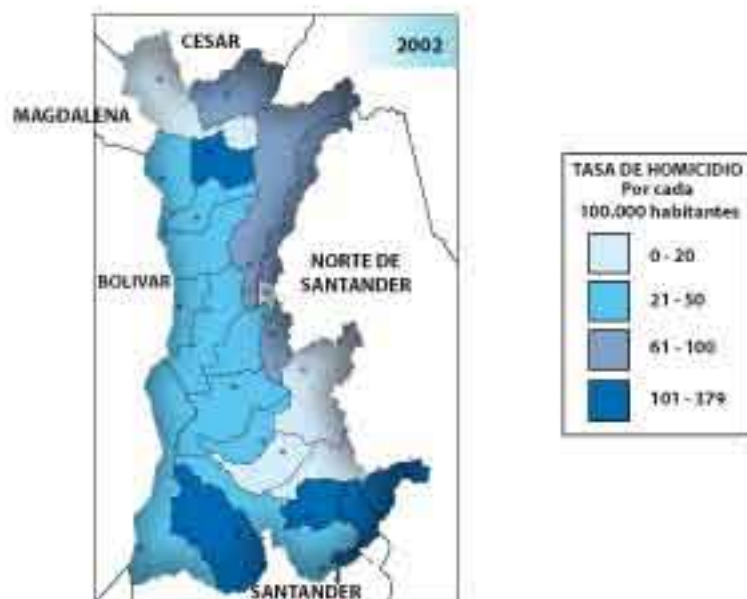 CESAR
2002
MAGDALENA
BOLIVAR
NORTE DE
SANTANDER
SANTANDER
TASA DE HOMICIDIO
Por cada
100.000 habitantes
0 - 20
21 - 50
61 - 100
101 - 379